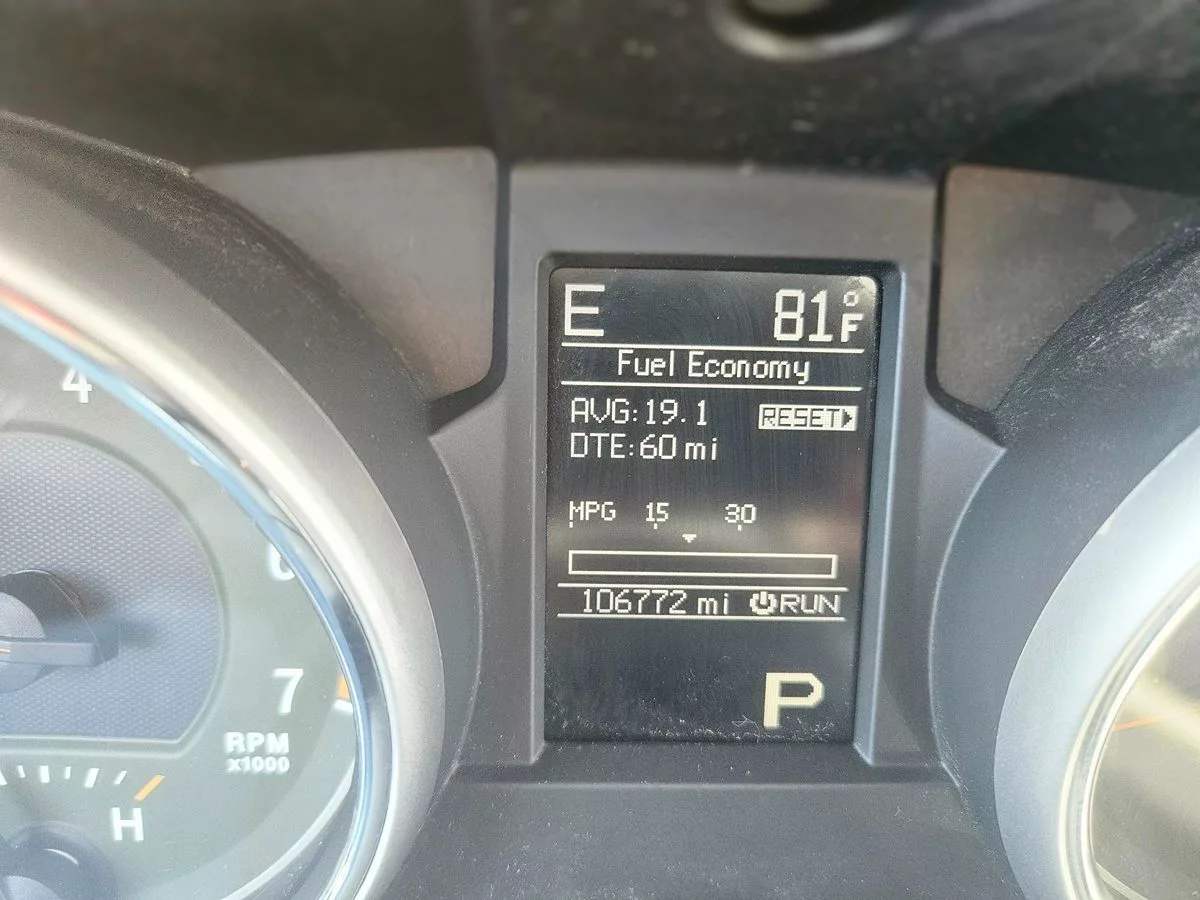 E 81°F
Fuel Economy
AVG:19.1 RESET
DTE:60 mi
MPG 15 30
106772 mi RUN
P
4
6
7
RPM
x1000
H